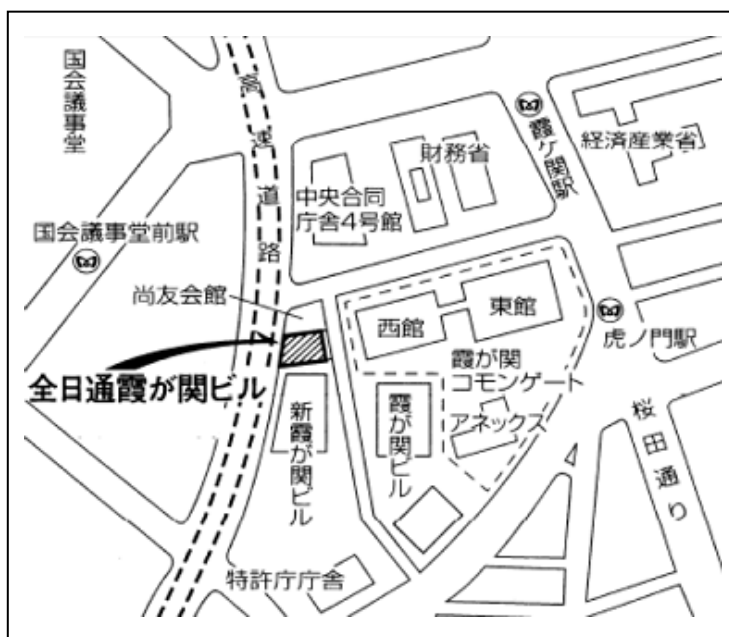 国会議事堂
高速道路
霞ケ関駅
経済産業省
財務省
中央合同
庁舎4号館
国会議事堂前駅
尚友会館
西館
東館
虎ノ門駅
霞が関
コモンゲート
全日通霞が関ビル
新霞が関ビル
霞が関ビル
アネックス
桜田通り
特許庁庁舎